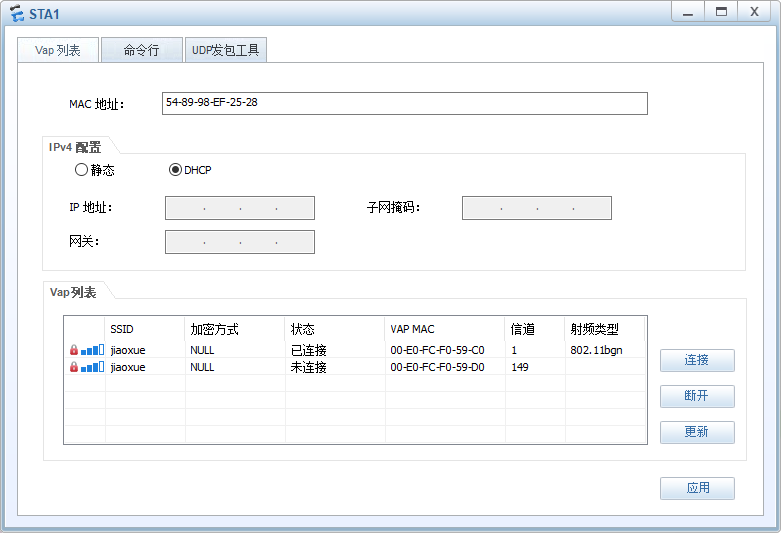 STA1
Vap 列表 命令行 UDP发包工具
MAC 地址: 54-89-98-EF-25-28
IPv4 配置
静态 DHCP
IP 地址: . . . 子网掩码: . . .
网关: . . .
Vap列表
SSID 加密方式 状态 VAP MAC 信道 射频类型
jiaoxue NULL 已连接 00-E0-FC-F0-59-C0 1 802.11bgn
jiaoxue NULL 未连接 00-E0-FC-F0-59-D0 149
连接
断开
更新
应用